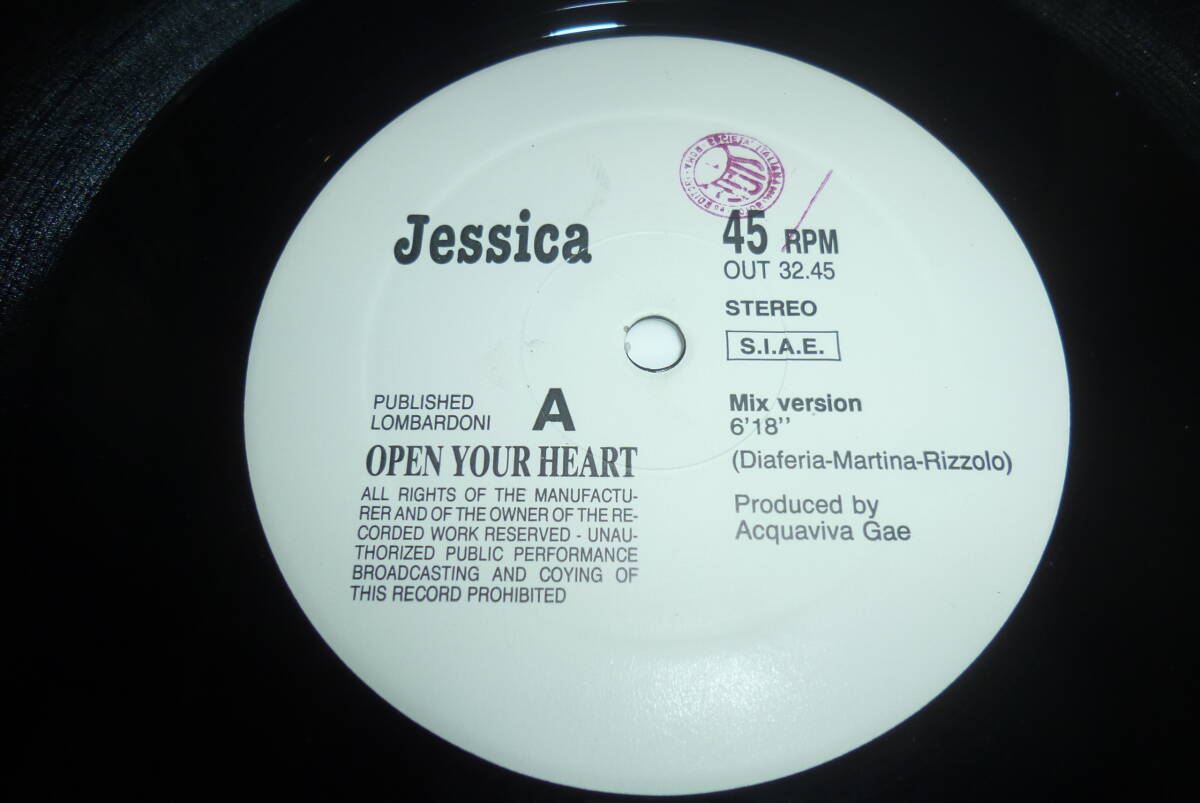 Jessica
45 RPM
OUT 32.45
STEREO
S.I.A.E.
PUBLISHED
LOMBARDONI
A
OPEN YOUR HEART
ALL RIGHTS OF THE MANUFACTU-
RER AND OF THE OWNER OF THE RE-
CORDED WORK RESERVED - UNAU-
THORIZED PUBLIC PERFORMANCE
BROADCASTING AND COYING OF
THIS RECORD PROHIBITED
Mix version
6'18''
(Diaferia-Martina-Rizzolo)
Produced by
Acquaviva Gae